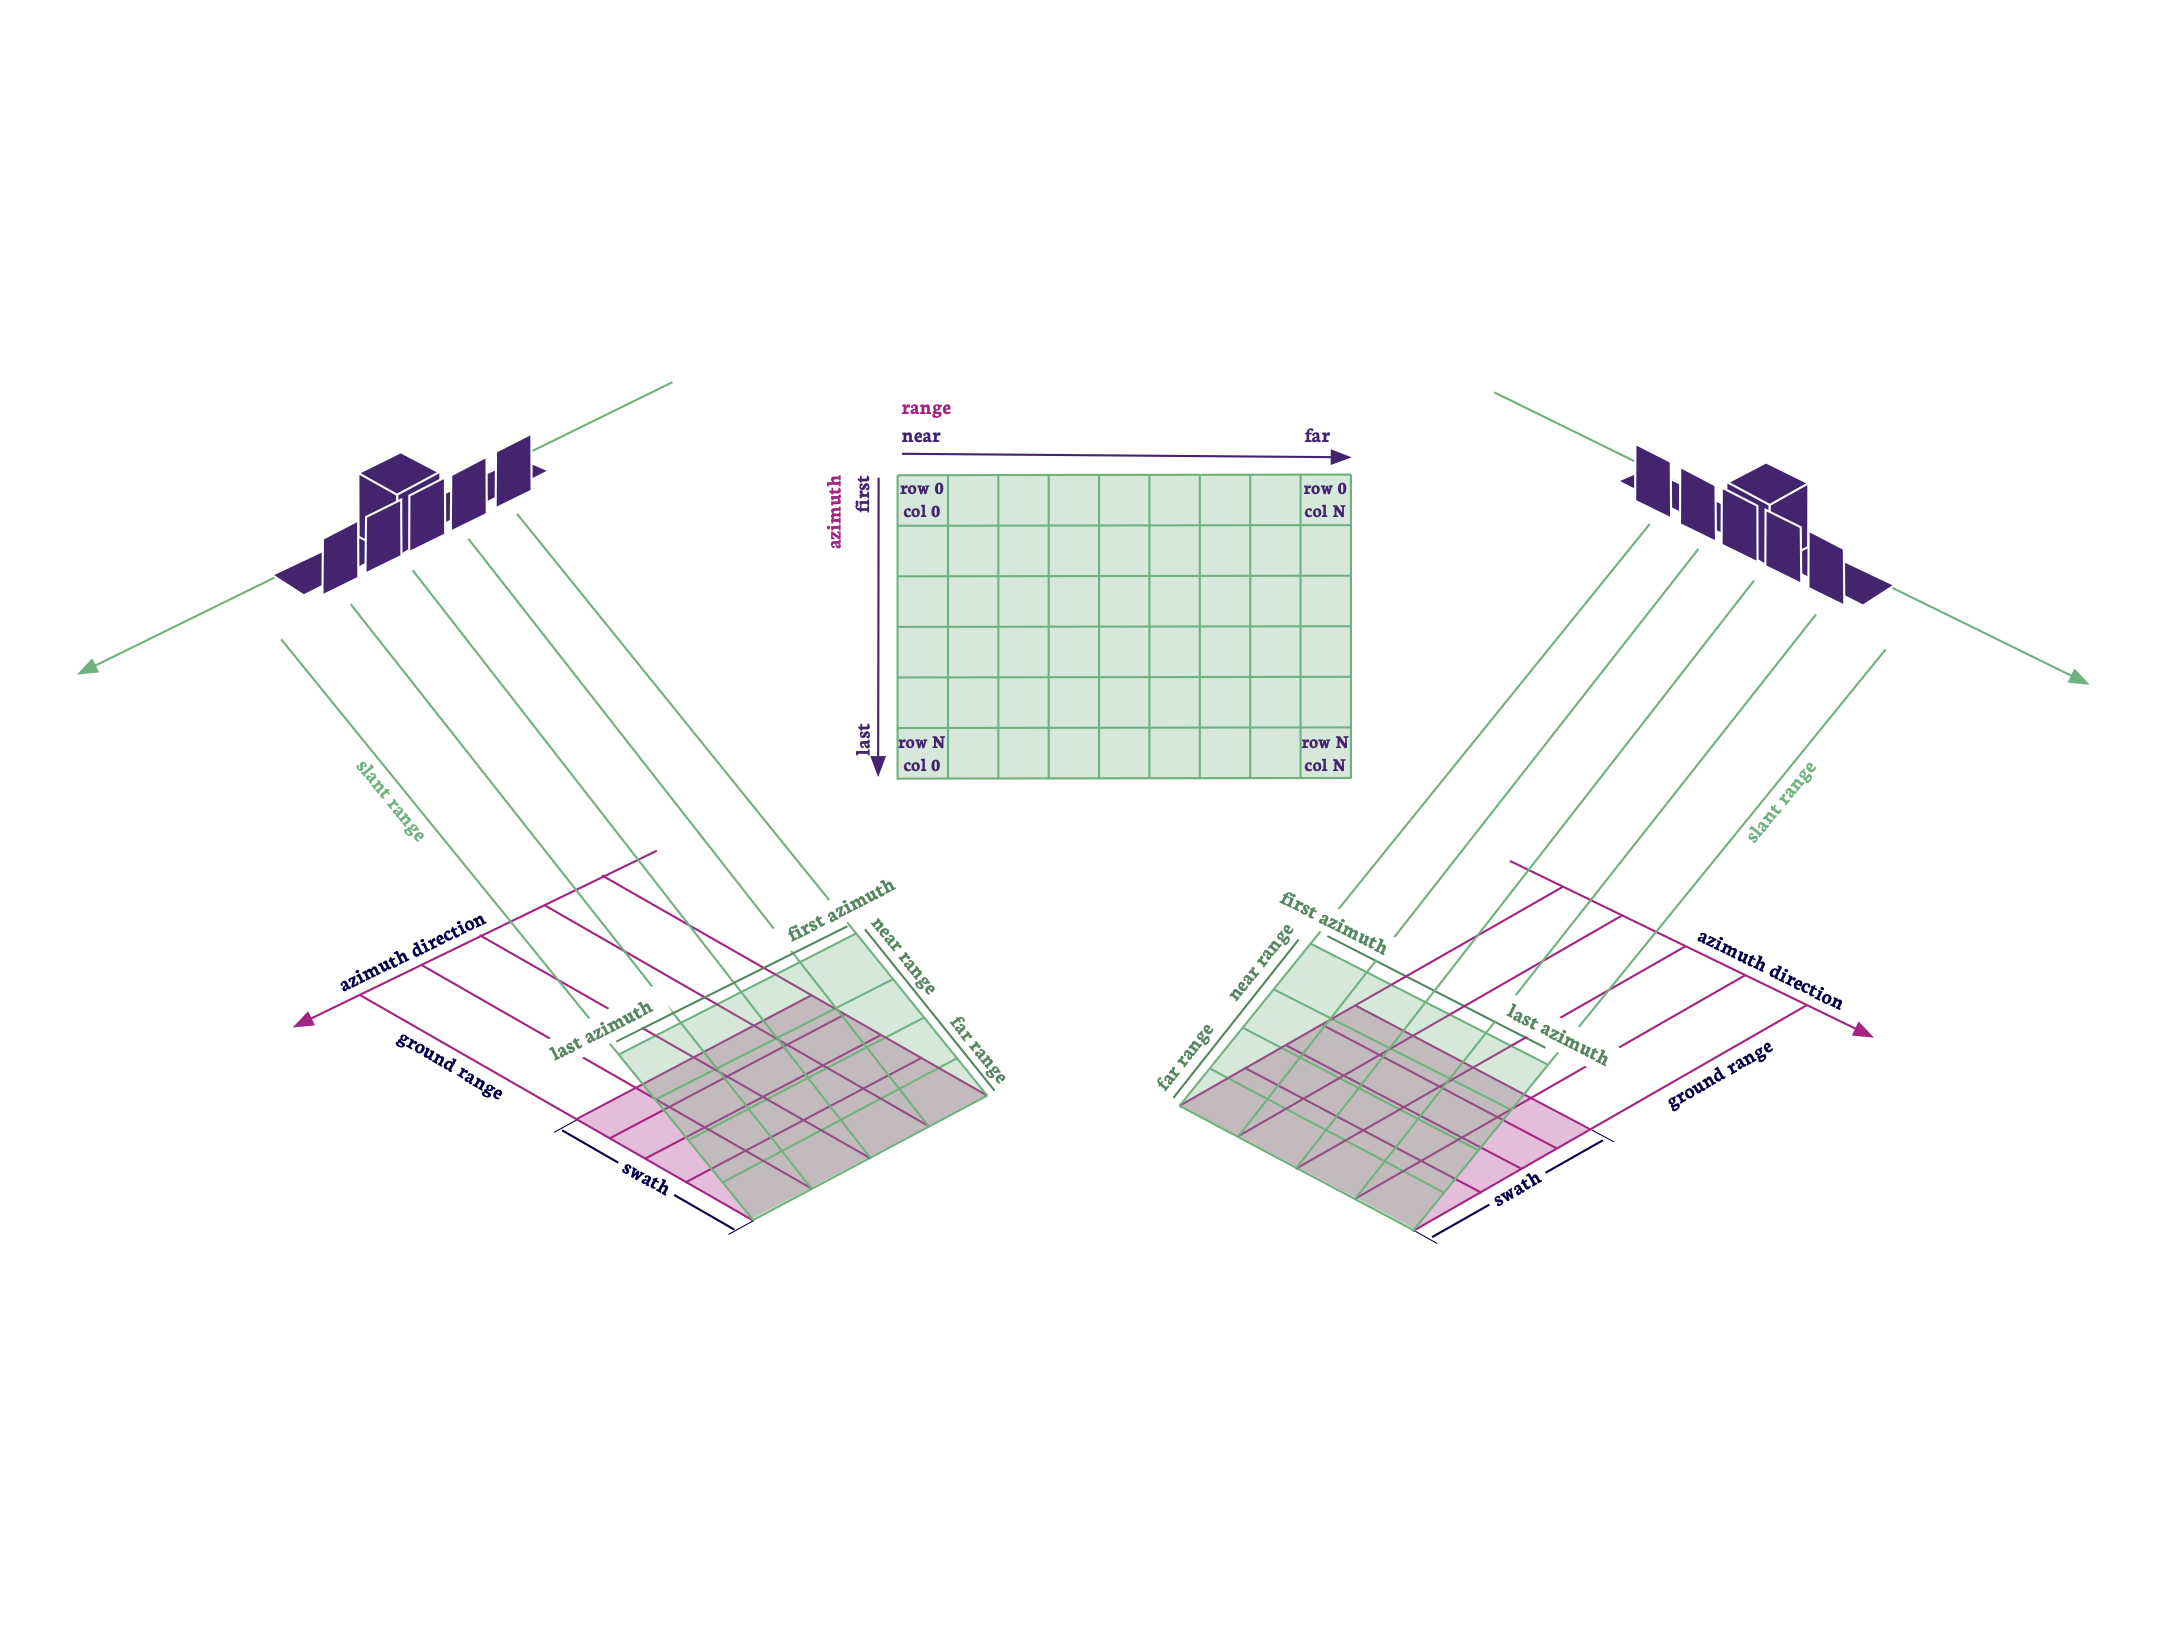 range
near
far
azimuth
first
last
row 0
col 0
row 0
col N
row N
col 0
row N
col N
slant range
azimuth direction
ground range
swath
first azimuth
last azimuth
near range
far range
slant range
azimuth direction
ground range
swath
first azimuth
last azimuth
near range
far range